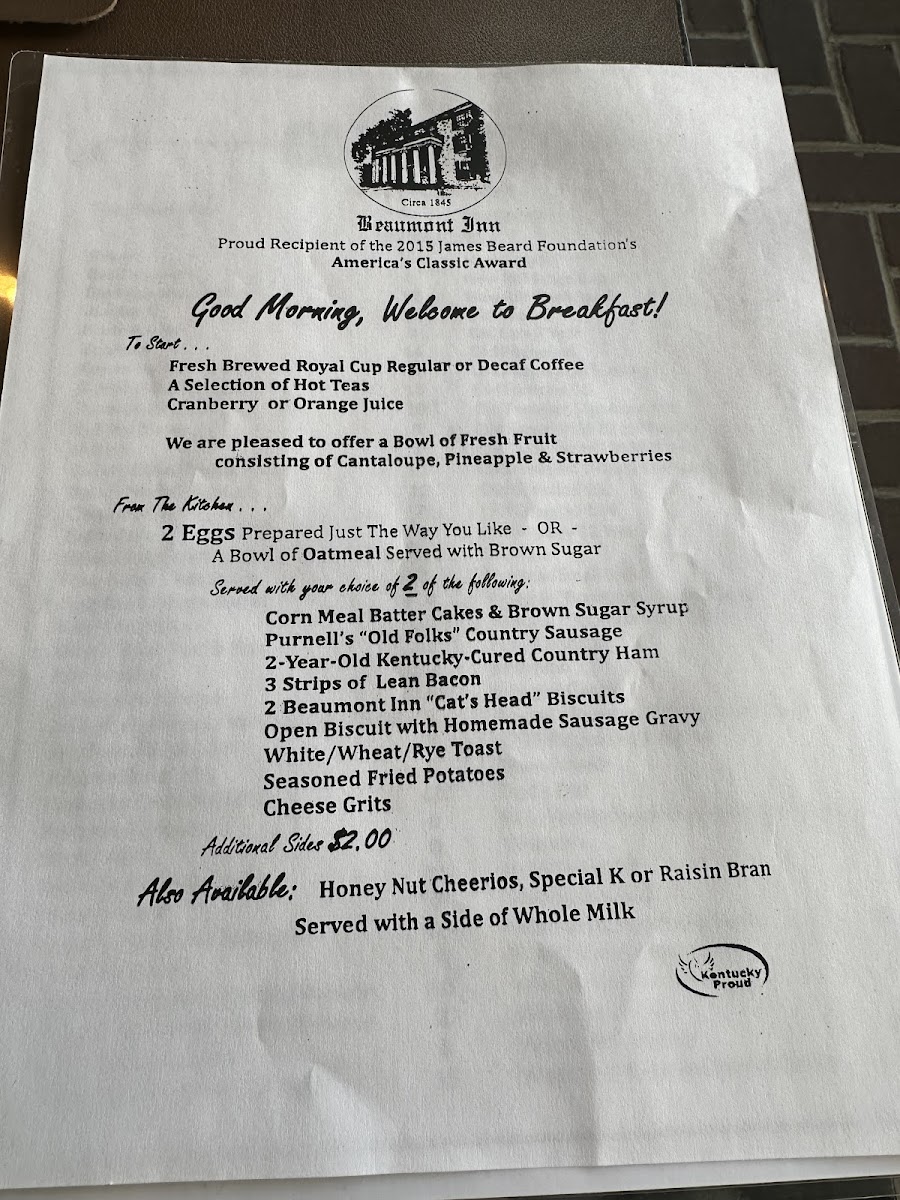 Circa 1845
Beaumont Inn
Proud Recipient of the 2015 James Beard Foundation's
America's Classic Award
Good Morning, Welcome to Breakfast!
To Start . . .
Fresh Brewed Royal Cup Regular or Decaf Coffee
A Selection of Hot Teas
Cranberry or Orange Juice
We are pleased to offer a Bowl of Fresh Fruit
consisting of Cantaloupe, Pineapple & Strawberries
From The Kitchen . . .
2 Eggs Prepared Just The Way You Like - OR -
A Bowl of Oatmeal Served with Brown Sugar
Served with your choice of 2 of the following:
Corn Meal Batter Cakes & Brown Sugar Syrup
Purnell's "Old Folks" Country Sausage
2-Year-Old Kentucky-Cured Country Ham
3 Strips of Lean Bacon
2 Beaumont Inn "Cat's Head" Biscuits
Open Biscuit with Homemade Sausage Gravy
White/Wheat/Rye Toast
Seasoned Fried Potatoes
Cheese Grits
Additional Sides $2.00
Also Available: Honey Nut Cheerios, Special K or Raisin Bran
Served with a Side of Whole Milk
Kentucky
Proud